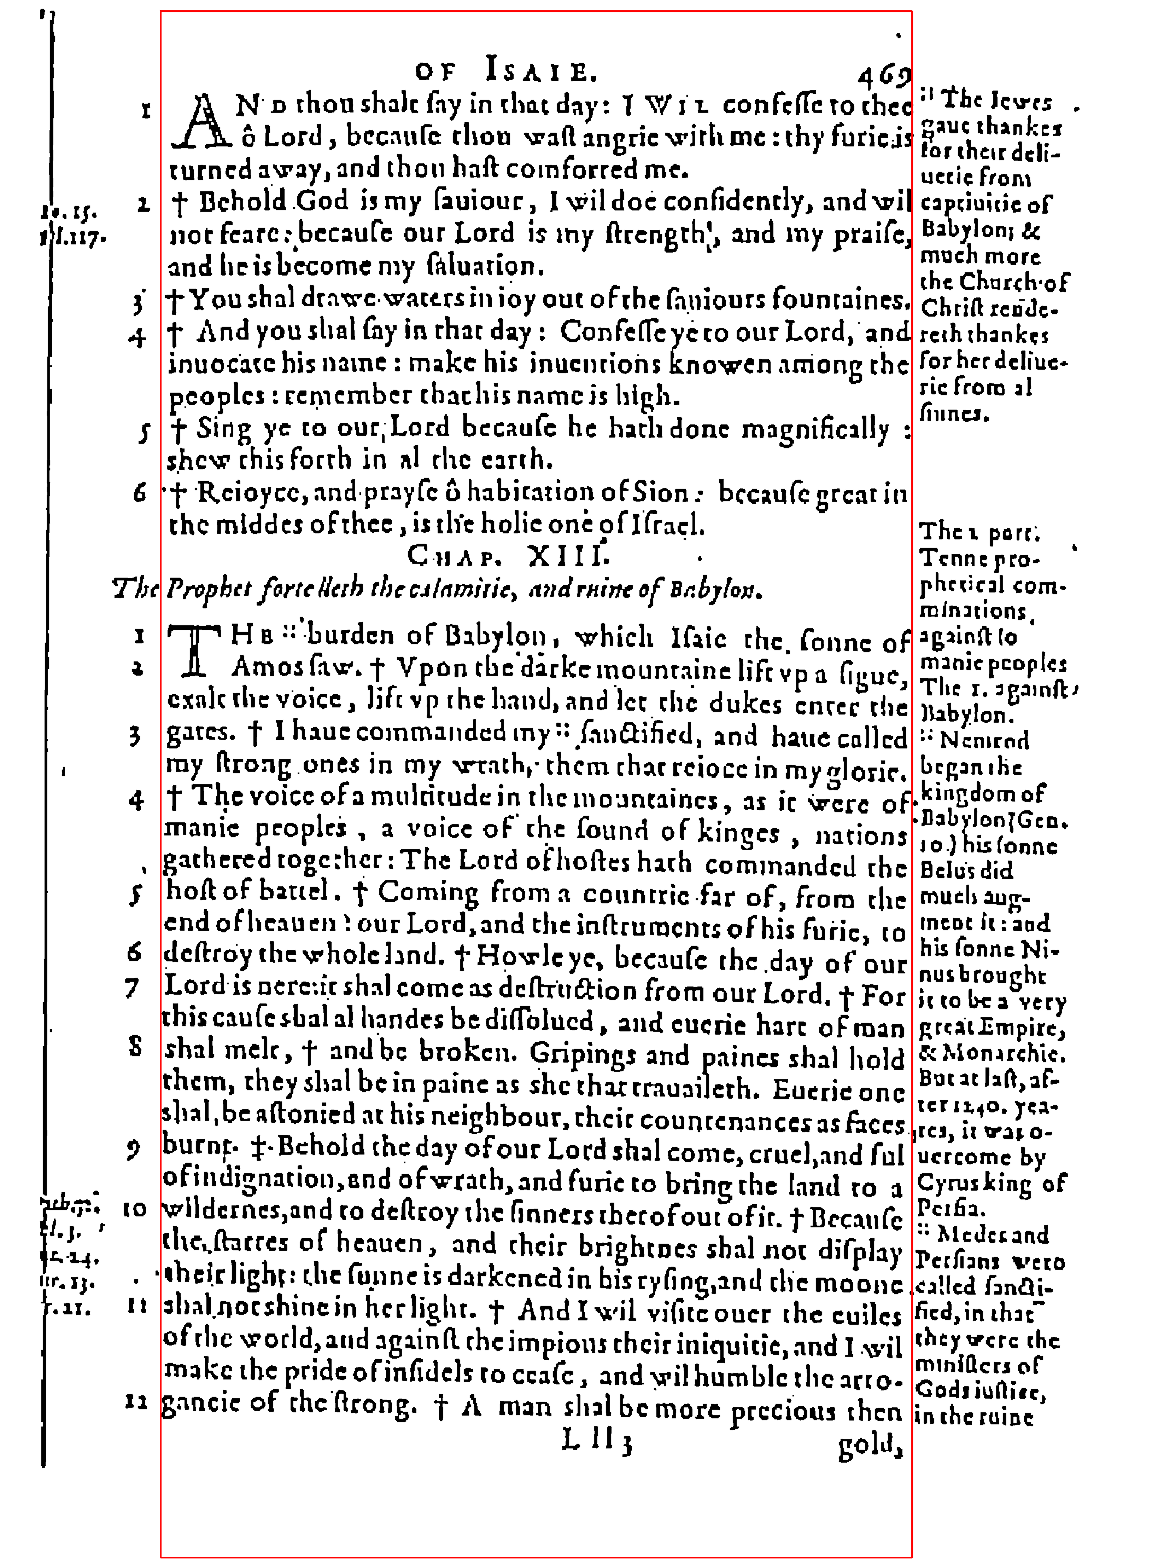 OF ISAIE.
469
1 AND thou shalt ſay in that day: I WIL confeſſe to thee
ô Lord, becauſe thou waſt angrie with me: thy furie is
turned away, and thou haſt comforted me.
2 † Behold God is my ſauiour, I wil doe confidently, and wil
not feare: becauſe our Lord is my ſtrength, and my praiſe,
and he is become my ſaluation.
3 † You shal drawe waters in ioy out of the ſauiours fountaines.
4 † And you shal ſay in that day: Confeſſe ye to our Lord, and
inuocate his name: make his inuentions knowen among the
peoples: remember that his name is high.
5 † Sing ye to our Lord becauſe he hath done magnifically:
shew this forth in al the earth.
6 † Reioyce, and prayſe ô habitation of Sion: becauſe great in
the middes of thee, is the holie one of Iſrael.
CHAP. XIII.
The Prophet fortelleth the calamitie, and ruine of Babylon.
1 THE :: burden of Babylon, which Iſaie the ſonne of
2 Amos ſaw. † Vpon the darke mountaine lift vp a ſigne,
exalt the voice, lift vp the hand, and let the dukes enter the
3 gates. † I haue commanded my :: ſanctified, and haue called
my ſtrong ones in my wrath, them that reioce in my glorie.
4 † The voice of a multitude in the mountaines, as it were of
manie peoples, a voice of the ſound of kinges, nations
gathered together: The Lord of hoſtes hath commanded the
5 hoſt of battel. † Coming from a countrie far of, from the
end of heauen: our Lord, and the inſtruments of his furie, to
6 deſtroy the whole land. † Howle ye, becauſe the day of our
7 Lord is nere: it shal come as deſtruction from our Lord. † For
this cauſe shal al handes be diſſolued, and euerie hart of man
8 shal melt, † and be broken. Gripings and paines shal hold
them, they shal be in paine as she that trauaileth. Euerie one
shal be aſtonied at his neighbour, their countenances as faces
9 burnt. ‡ Behold the day of our Lord shal come, cruel, and ful
of indignation, and of wrath, and furie to bring the land to a
10 wildernes, and to deſtroy the ſinners therof out of it. † Becauſe
the ſtarres of heauen, and their brightnes shal not diſplay
their light: the ſunne is darkened in his ryſing, and the moone
11 shal not shine in her light. † And I wil viſite ouer the euiles
of the world, and againſt the impious their iniquitie, and I wil
make the pride of infidels to ceaſe, and wil humble the arro-
12 gancie of the ſtrong. † A man shal be more precious then
Lll3
gold,
:: The Iewes
gaue thankes
for their deli-
uerie from
captiuitie of
Babylon; &
much more
the Church of
Chriſt rende-
reth thankes
for her deliue-
rie from al
ſinnes.
The 2 part.
Tenne pro-
phetical com-
minations,
againſt ſo
manie peoples
The 1. againſt
Babylon.
:: Nemrod
began the
kingdom of
Babylon (Gen.
10.) his ſonne
Belus did
much aug-
ment it: and
his ſonne Ni-
nus brought
it to be a very
great Empire,
& Monarchie.
But at laſt, af-
ter 1240. yea-
res, it was o-
uercome by
Cyrus king of
Perſia.
:: Medes and
Perſians were
called ſancti-
fied, in that
they were the
miniſters of
Gods iuſtice,
in the ruine
15.
117.
3.
24.
13.
21.